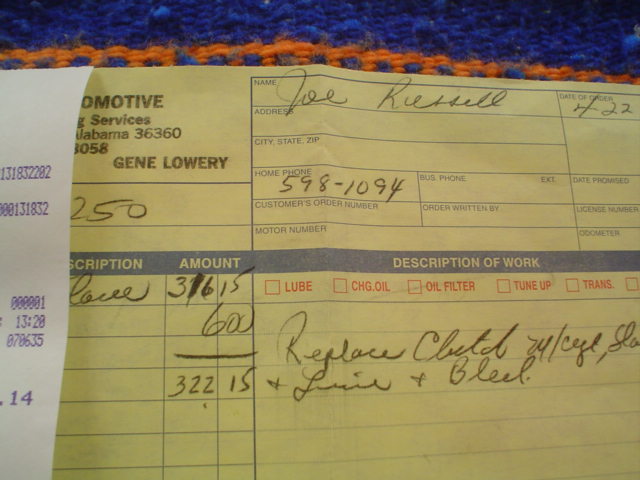 OMOTIVE
g Services
labama 36360
3058
GENE LOWERY
250
NAME Joe Russell
DATE OF ORDER 4-22
ADDRESS
CITY, STATE, ZIP
HOME PHONE 598-1094
BUS. PHONE EXT.
DATE PROMISED
CUSTOMER'S ORDER NUMBER
ORDER WRITTEN BY
LICENSE NUMBER
MOTOR NUMBER
ODOMETER
SCRIPTION AMOUNT DESCRIPTION OF WORK
316 15
LUBE CHG.OIL OIL FILTER TUNE UP TRANS.
600
Replace Clutch
322 15
+ Line + Bleed.
131832202
000131832
000001
13:20
070635
.14